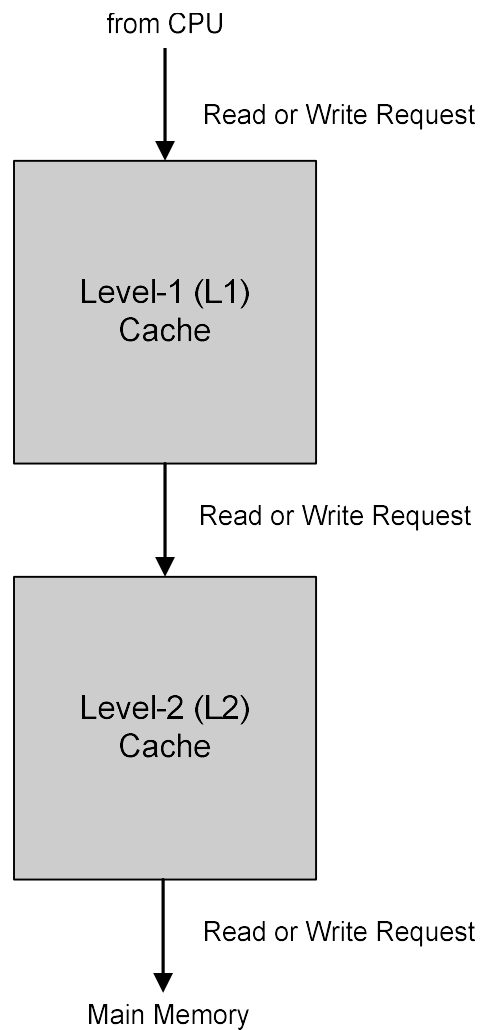 from CPU
Read or Write Request
Level-1 (L1)
Cache
Read or Write Request
Level-2 (L2)
Cache
Read or Write Request
Main Memory